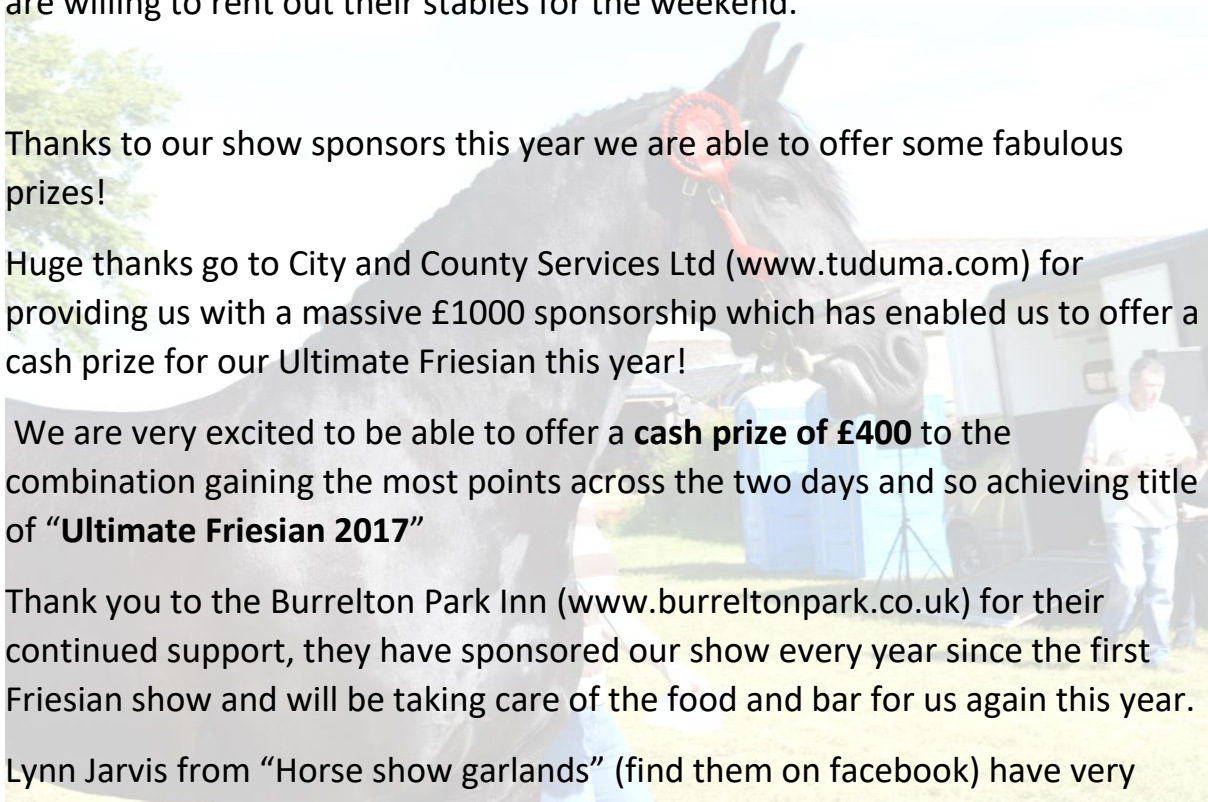 are willing to rent out their stables for the weekend.
Thanks to our show sponsors this year we are able to offer some fabulous
prizes!
Huge thanks go to City and County Services Ltd (www.tuduma.com) for
providing us with a massive £1000 sponsorship which has enabled us to offer a
cash prize for our Ultimate Friesian this year!
We are very excited to be able to offer a cash prize of £400 to the
combination gaining the most points across the two days and so achieving title
of “Ultimate Friesian 2017”
Thank you to the Burrelton Park Inn (www.burreltonpark.co.uk) for their
continued support, they have sponsored our show every year since the first
Friesian show and will be taking care of the food and bar for us again this year.
Lynn Jarvis from “Horse show garlands” (find them on facebook) have very